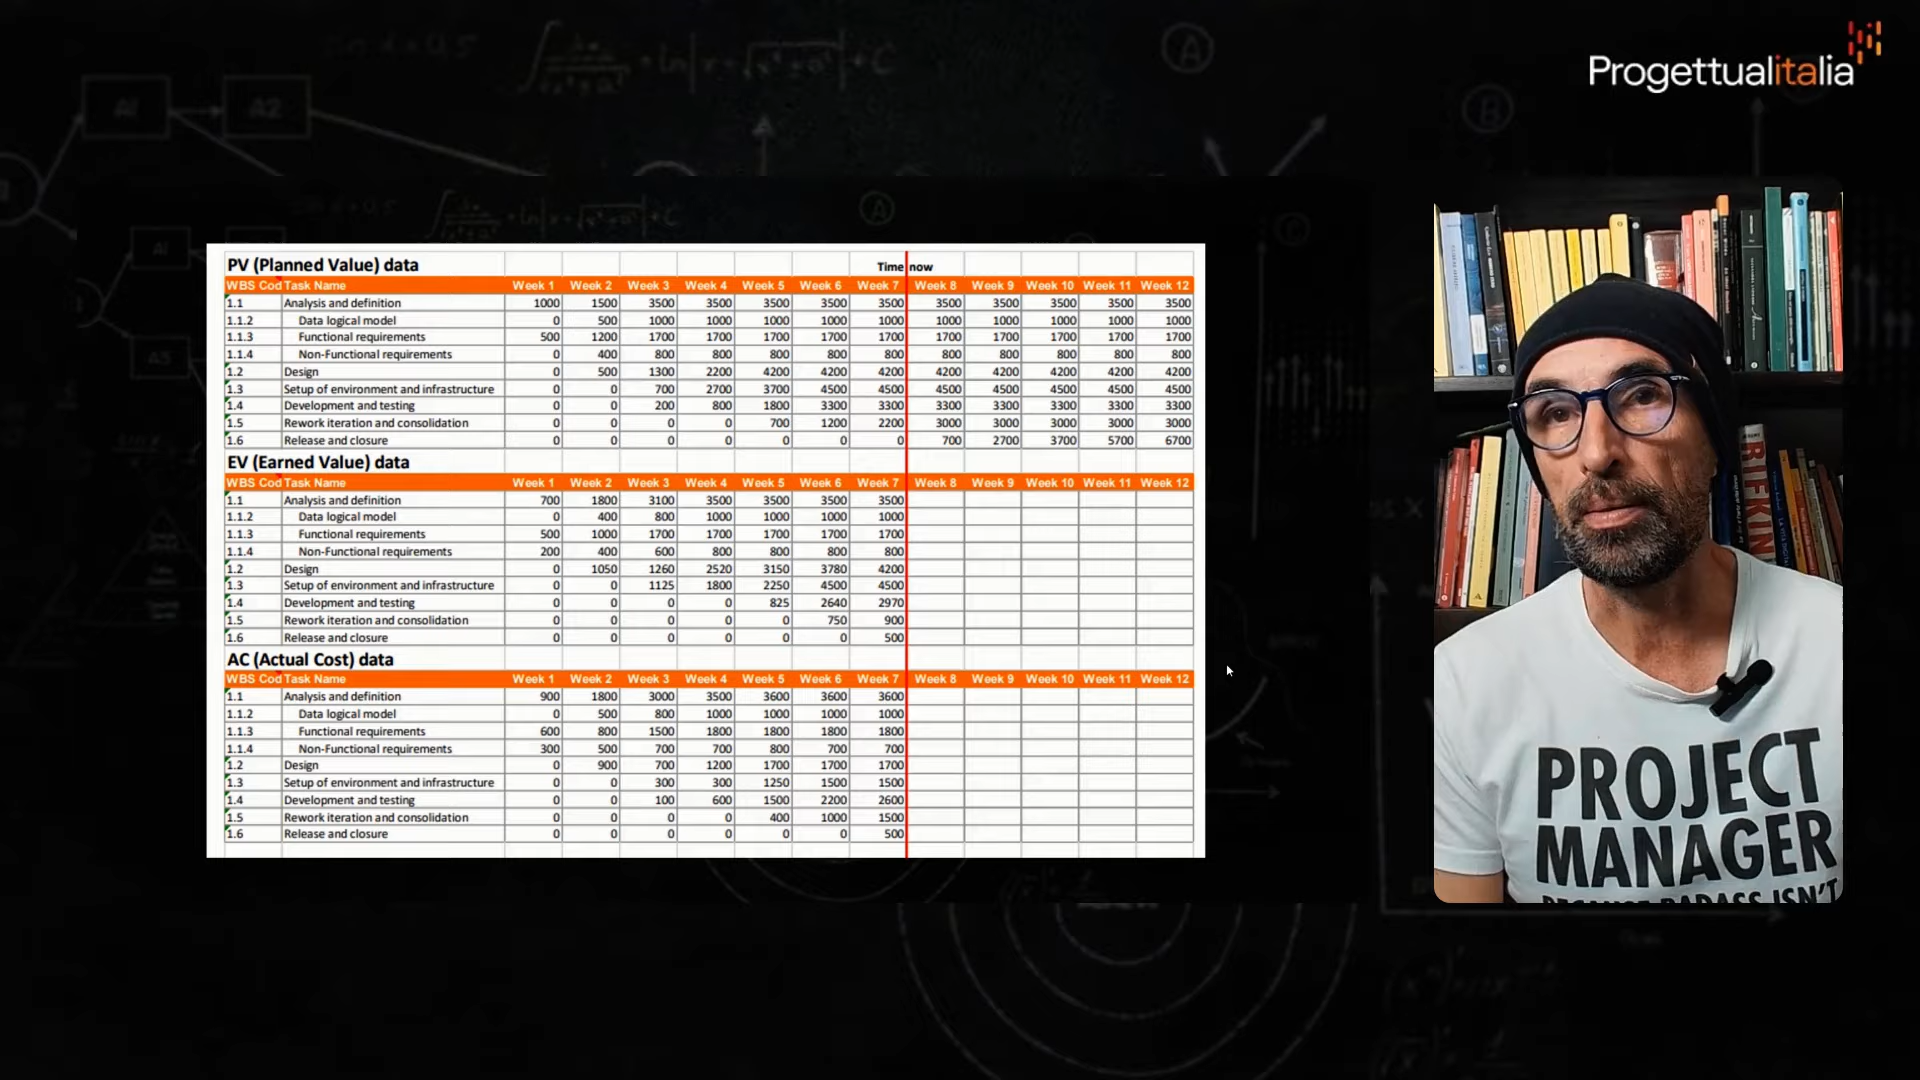 Progettualitalia
PV (Planned Value) data Time now
WBS Cod Task Name Week 1 Week 2 Week 3 Week 4 Week 5 Week 6 Week 7 Week 8 Week 9 Week 10 Week 11 Week 12
1.1 Analysis and definition 1000 1500 3500 3500 3500 3500 3500 3500 3500 3500 3500 3500
1.1.2 Data logical model 0 500 1000 1000 1000 1000 1000 1000 1000 1000 1000 1000
1.1.3 Functional requirements 500 1200 1700 1700 1700 1700 1700 1700 1700 1700 1700 1700
1.1.4 Non-Functional requirements 0 400 800 800 800 800 800 800 800 800 800 800
1.2 Design 0 500 1300 2200 4200 4200 4200 4200 4200 4200 4200 4200
1.3 Setup of environment and infrastructure 0 0 700 2700 3700 4500 4500 4500 4500 4500 4500 4500
1.4 Development and testing 0 0 200 800 1800 3300 3300 3300 3300 3300 3300 3300
1.5 Rework iteration and consolidation 0 0 0 0 700 1200 2200 3000 3000 3000 3000 3000
1.6 Release and closure 0 0 0 0 0 0 0 700 2700 3700 5700 6700
EV (Earned Value) data
WBS Cod Task Name Week 1 Week 2 Week 3 Week 4 Week 5 Week 6 Week 7 Week 8 Week 9 Week 10 Week 11 Week 12
1.1 Analysis and definition 700 1800 3100 3500 3500 3500 3500
1.1.2 Data logical model 0 400 800 1000 1000 1000 1000
1.1.3 Functional requirements 500 1000 1700 1700 1700 1700 1700
1.1.4 Non-Functional requirements 200 400 600 800 800 800 800
1.2 Design 0 1050 1260 2520 3150 3780 4200
1.3 Setup of environment and infrastructure 0 0 1125 1800 2250 4500 4500
1.4 Development and testing 0 0 0 0 825 2640 2970
1.5 Rework iteration and consolidation 0 0 0 0 0 750 900
1.6 Release and closure 0 0 0 0 0 0 500
AC (Actual Cost) data
WBS Cod Task Name Week 1 Week 2 Week 3 Week 4 Week 5 Week 6 Week 7 Week 8 Week 9 Week 10 Week 11 Week 12
1.1 Analysis and definition 900 1800 3000 3500 3600 3600 3600
1.1.2 Data logical model 0 500 800 1000 1000 1000 1000
1.1.3 Functional requirements 600 800 1500 1800 1800 1800 1800
1.1.4 Non-Functional requirements 300 500 700 700 800 700 700
1.2 Design 0 900 700 1200 1700 1700 1700
1.3 Setup of environment and infrastructure 0 0 300 300 1250 1500 1500
1.4 Development and testing 0 0 100 600 1500 2200 2600
1.5 Rework iteration and consolidation 0 0 0 0 400 1000 1500
1.6 Release and closure 0 0 0 0 0 0 500
RIFKIN
PROJECT
MANAGER
BECAUSE BADASS ISN'T